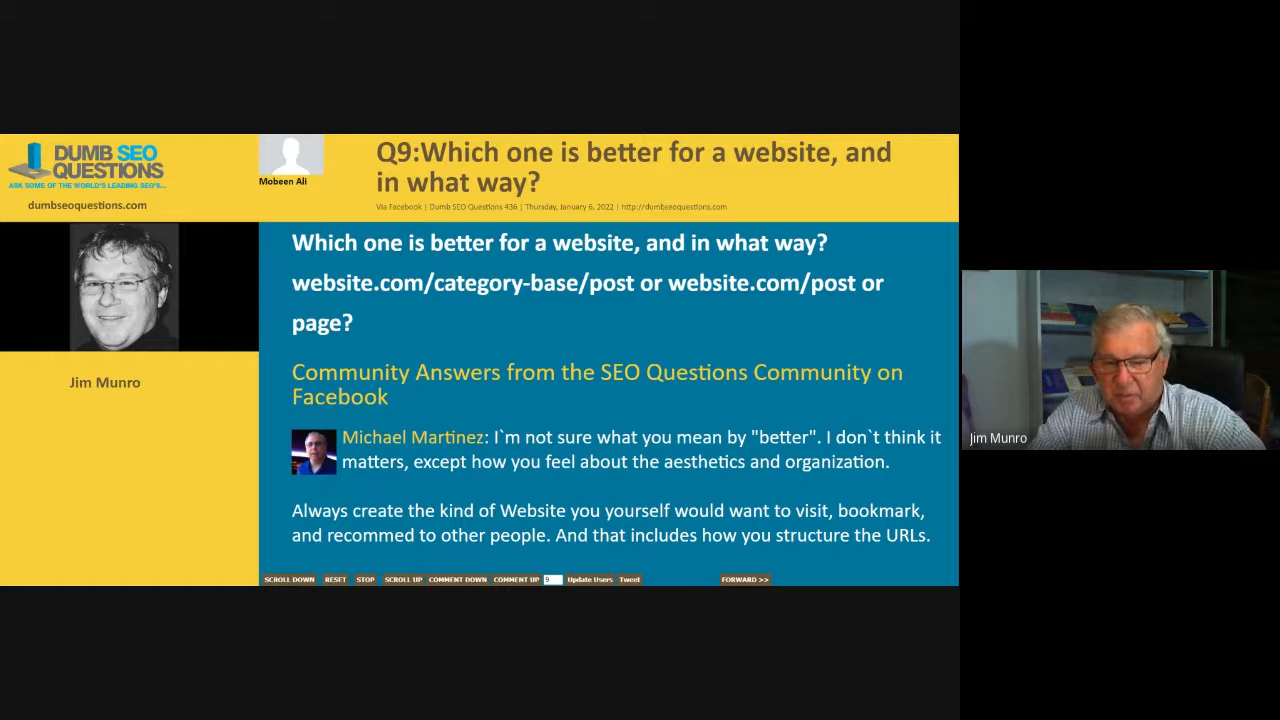 DUMB SEO
QUESTIONS
ASK SOME OF THE WORLD'S LEADING SEO'S...
dumbseoquestions.com
Mobeen Ali
Q9:Which one is better for a website, and
in what way?
Via Facebook | Dumb SEO Questions 436 | Thursday, January 6, 2022 | http://dumbseoquestions.com
Jim Munro
Which one is better for a website, and in what way?
website.com/category-base/post or website.com/post or
page?
Community Answers from the SEO Questions Community on
Facebook
Michael Martinez: I`m not sure what you mean by "better". I don`t think it
matters, except how you feel about the aesthetics and organization.
Always create the kind of Website you yourself would want to visit, bookmark,
and recommed to other people. And that includes how you structure the URLs.
SCROLL DOWN RESET STOP SCROLL UP COMMENT DOWN COMMENT UP 9 Update Users Tweet FORWARD >>
Jim Munro